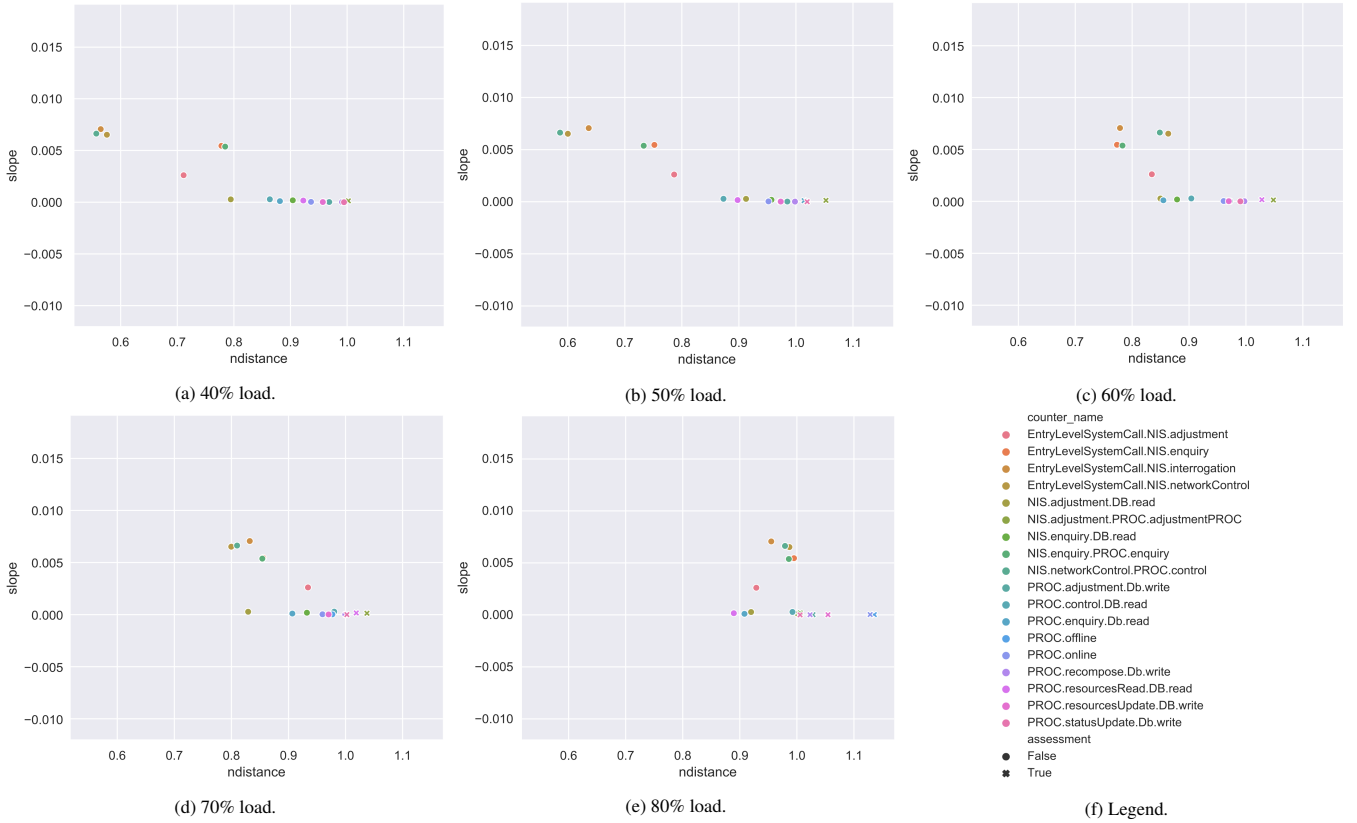 0.015
0.010
0.005
0.000
−0.005
−0.010
slope
0.6 0.7 0.8 0.9 1.0 1.1
ndistance
(a) 40% load.
0.015
0.010
0.005
0.000
−0.005
−0.010
slope
0.6 0.7 0.8 0.9 1.0 1.1
ndistance
(b) 50% load.
0.015
0.010
0.005
0.000
−0.005
−0.010
slope
0.6 0.7 0.8 0.9 1.0 1.1
ndistance
(c) 60% load.
0.015
0.010
0.005
0.000
−0.005
−0.010
slope
0.6 0.7 0.8 0.9 1.0 1.1
ndistance
(d) 70% load.
0.015
0.010
0.005
0.000
−0.005
−0.010
slope
0.6 0.7 0.8 0.9 1.0 1.1
ndistance
(e) 80% load.
counter_name
EntryLevelSystemCall.NIS.adjustment
EntryLevelSystemCall.NIS.enquiry
EntryLevelSystemCall.NIS.interrogation
EntryLevelSystemCall.NIS.networkControl
NIS.adjustment.DB.read
NIS.adjustment.PROC.adjustmentPROC
NIS.enquiry.DB.read
NIS.enquiry.PROC.enquiry
NIS.networkControl.PROC.control
PROC.adjustment.Db.write
PROC.control.DB.read
PROC.enquiry.Db.read
PROC.offline
PROC.online
PROC.recompose.Db.write
PROC.resourcesRead.DB.read
PROC.resourcesUpdate.DB.write
PROC.statusUpdate.Db.write
assessment
False
True
(f) Legend.